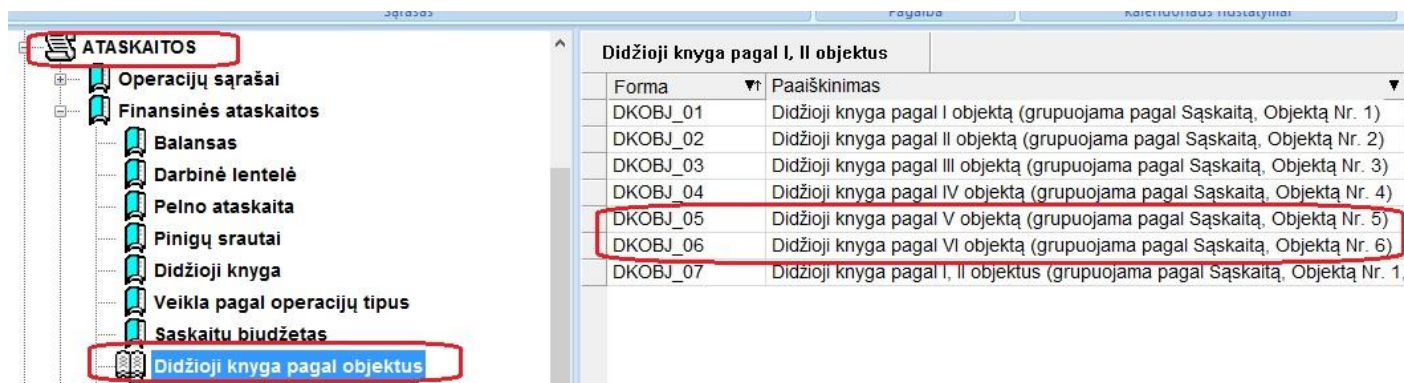 Sąrašas Pagalba Kalendoriaus nustatymai
ATASKAITOS
Operacijų sąrašai
Finansinės ataskaitos
Balansas
Darbinė lentelė
Pelno ataskaita
Pinigų srautai
Didžioji knyga
Veikla pagal operacijų tipus
Sąskaitų biudžetas
Didžioji knyga pagal objektus
Didžioji knyga pagal I, II objektus
Forma Paaiškinimas
DKOBJ_01 Didžioji knyga pagal I objektą (grupuojama pagal Sąskaitą, Objektą Nr. 1)
DKOBJ_02 Didžioji knyga pagal II objektą (grupuojama pagal Sąskaitą, Objektą Nr. 2)
DKOBJ_03 Didžioji knyga pagal III objektą (grupuojama pagal Sąskaitą, Objektą Nr. 3)
DKOBJ_04 Didžioji knyga pagal IV objektą (grupuojama pagal Sąskaitą, Objektą Nr. 4)
DKOBJ_05 Didžioji knyga pagal V objektą (grupuojama pagal Sąskaitą, Objektą Nr. 5)
DKOBJ_06 Didžioji knyga pagal VI objektą (grupuojama pagal Sąskaitą, Objektą Nr. 6)
DKOBJ_07 Didžioji knyga pagal I, II objektus (grupuojama pagal Sąskaitą, Objektą Nr. 1,